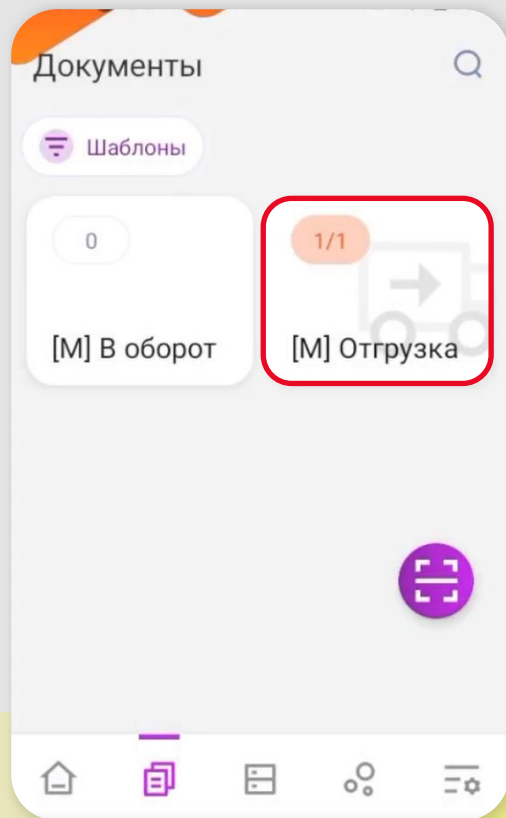 Документы
Шаблоны
0
1/1
[М] В оборот
[М] Отгрузка